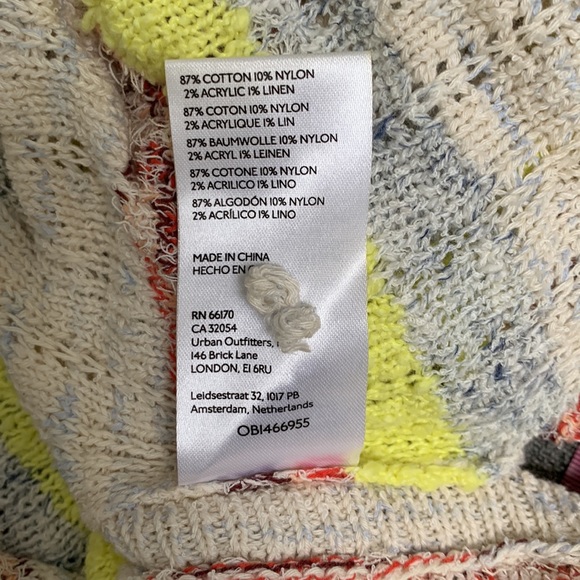 87% COTTON 10% NYLON
2% ACRYLIC 1% LINEN
87% COTON 10% NYLON
2% ACRYLIQUE 1% LIN
87% BAUMWOLLE 10% NYLON
2% ACRYL 1% LEINEN
87% COTONE 10% NYLON
2% ACRILICO 1% LINO
87% ALGODÓN 10% NYLON
2% ACRÍLICO 1% LINO
MADE IN CHINA
HECHO EN
RN 66170
CA 32054
Urban Outfitters,
146 Brick Lane
LONDON, E1 6RU
Leidsestraat 32, 1017 PB
Amsterdam, Netherlands
OB1466955